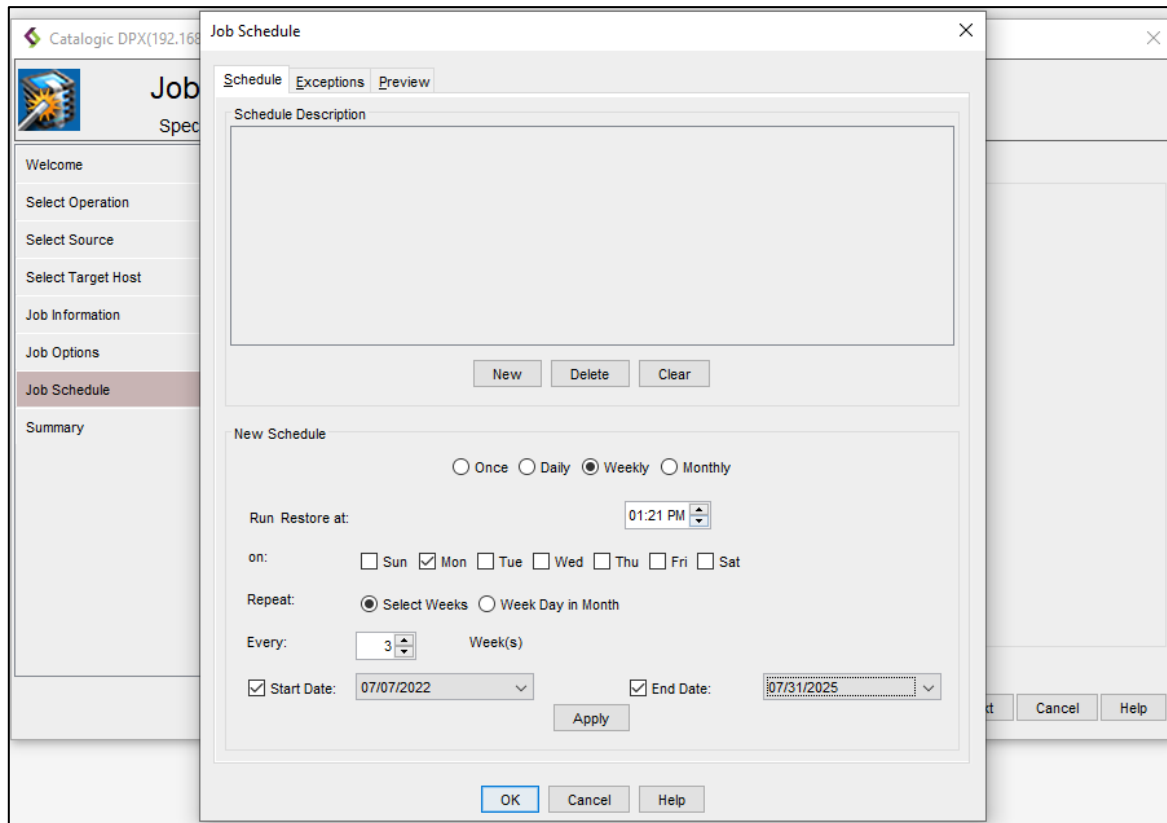 Catalogic DPX(192.168
Job Schedule
Job
Spec
Welcome
Select Operation
Select Source
Select Target Host
Job Information
Job Options
Job Schedule
Summary
Schedule Exceptions Preview
Schedule Description
New Delete Clear
New Schedule
Once Daily Weekly Monthly
Run Restore at: 01:21 PM
on: Sun Mon Tue Wed Thu Fri Sat
Repeat: Select Weeks Week Day in Month
Every: 3 Week(s)
Start Date: 07/07/2022 End Date: 07/31/2025
Apply
OK Cancel Help
xt Cancel Help